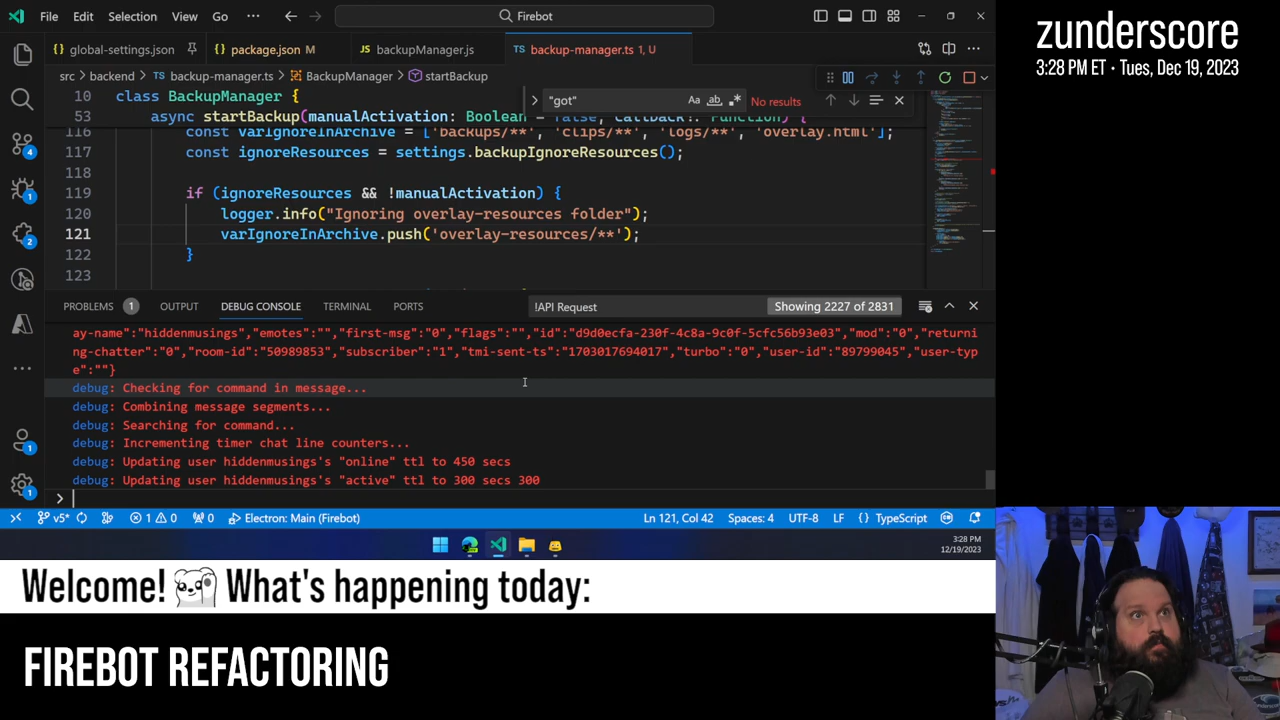 File Edit Selection View Go ··· Firebot
global-settings.json package.json M backupManager.js backup-manager.ts 1, U
src > backend > backup-manager.ts > BackupManager > startBackup
10 class BackupManager {
53 async startBackup(manualActivation: Boolean = false, callback?: Function) {
"got" Aa ab .* No results
116 const varIgnoreInArchive = ['backups/**', 'clips/**', 'logs/**', 'overlay.html'];
117 const ignoreResources = settings.backupIgnoreResources();
118
119 if (ignoreResources && !manualActivation) {
120 logger.info("Ignoring overlay-resources folder");
121 varIgnoreInArchive.push('overlay-resources/**');
122 }
123
PROBLEMS 1 OUTPUT DEBUG CONSOLE TERMINAL PORTS !API Request Showing 2227 of 2831
ay-name":"hiddenmusings","emotes":"","first-msg":"0","flags":"","id":"d9d0ecfa-230f-4c8a-9c0f-5cfc56b93e03","mod":"0","returni
ng-chatter":"0","room-id":"50989853","subscriber":"1","tmi-sent-ts":"1703017694017","turbo":"0","user-id":"89799045","user-typ
e":""}
debug: Checking for command in message...
debug: Combining message segments...
debug: Searching for command...
debug: Incrementing timer chat line counters...
debug: Updating user hiddenmusings's "online" ttl to 450 secs
debug: Updating user hiddenmusings's "active" ttl to 300 secs 300
>
4
1
2
1
1
v5* 1 0 0 Electron: Main (Firebot) Ln 121, Col 42 Spaces: 4 UTF-8 LF { } TypeScript
3:28 PM
12/19/2023
zunderscore
3:28 PM ET • Tues, Dec 19, 2023
Welcome! What's happening today:
FIREBOT REFACTORING